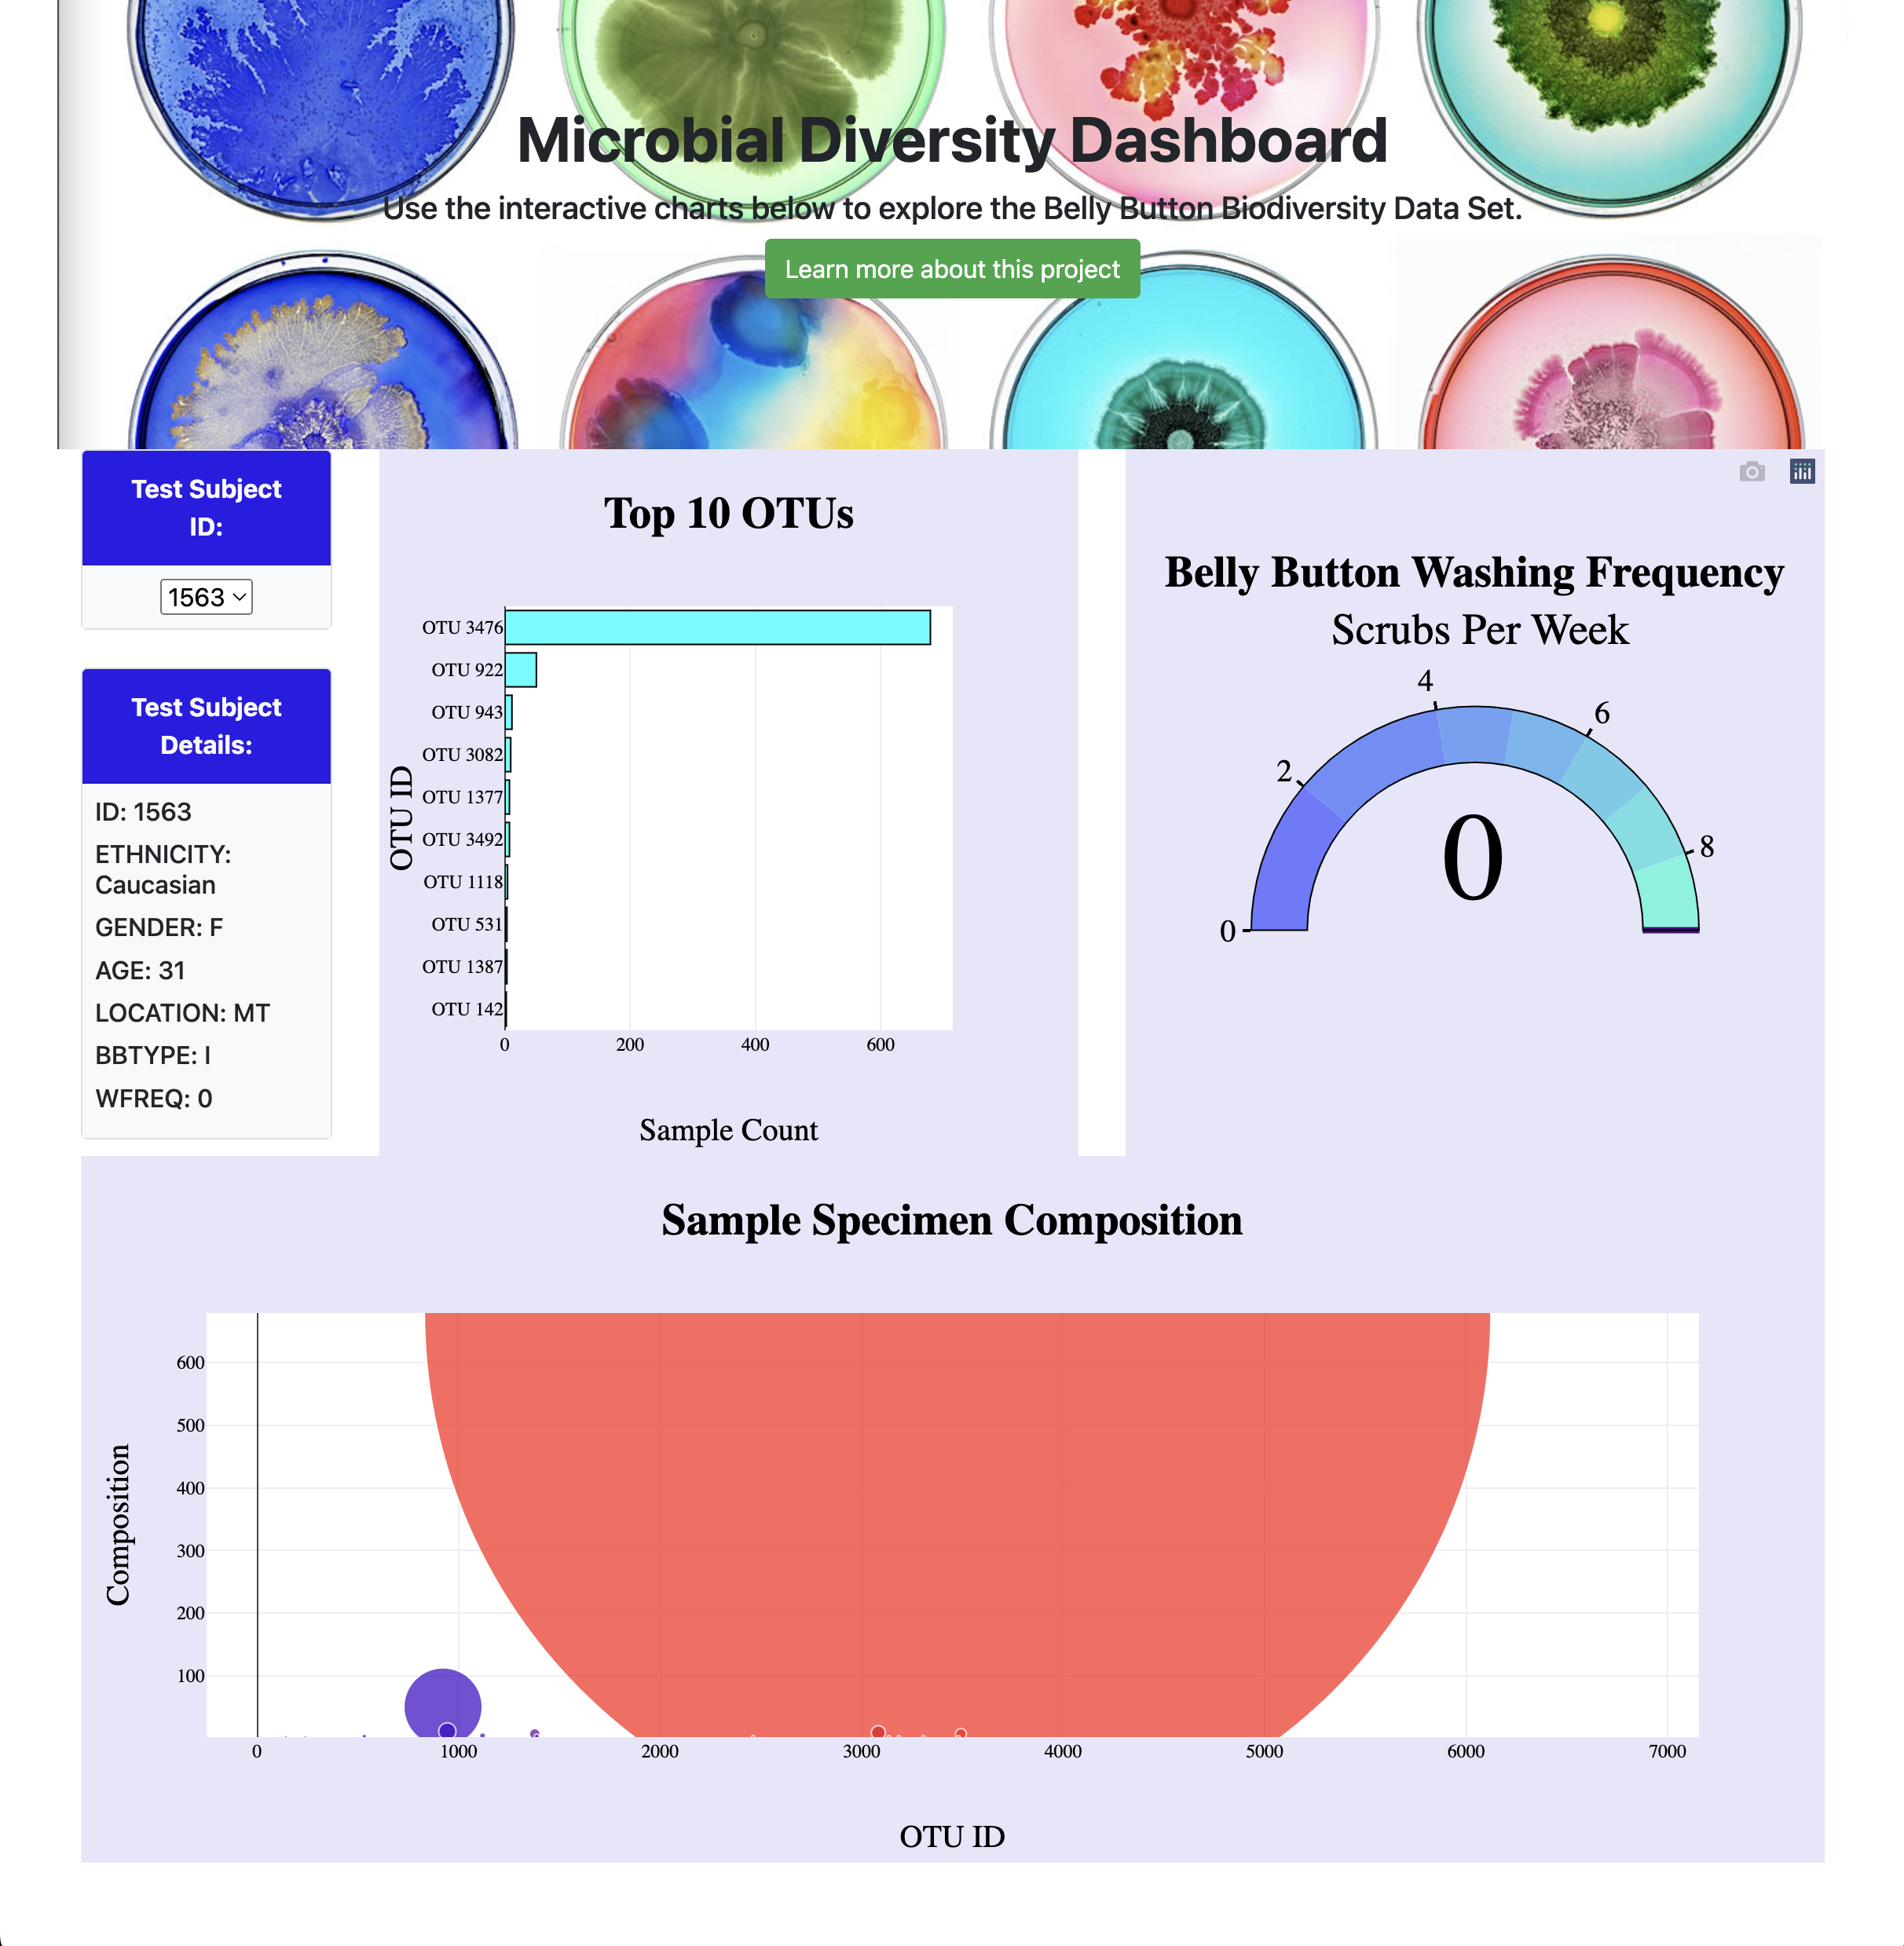 Microbial Diversity Dashboard
Use the interactive charts below to explore the Belly Button Biodiversity Data Set.
Learn more about this project
Test Subject
ID:
1563
Test Subject
Details:
ID: 1563
ETHNICITY:
Caucasian
GENDER: F
AGE: 31
LOCATION: MT
BBTYPE: I
WFREQ: 0
Top 10 OTUs
OTU ID
OTU 3476
OTU 922
OTU 943
OTU 3082
OTU 1377
OTU 3492
OTU 1118
OTU 531
OTU 1387
OTU 142
0 200 400 600
Sample Count
Belly Button Washing Frequency
Scrubs Per Week
0
2
4
6
8
0
Sample Specimen Composition
Composition
600
500
400
300
200
100
0 1000 2000 3000 4000 5000 6000 7000
OTU ID